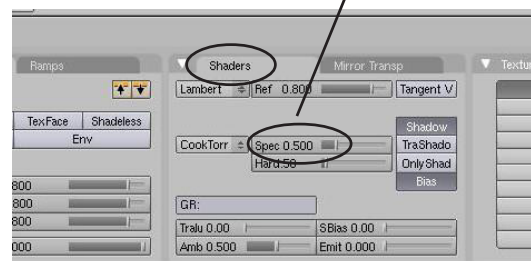 Ramps
Shaders
Mirror Transp
Textur
Lambert
Ref 0.800
Tangent V
TexFace
Shadeless
Env
Shadow
CookTorr
Spec 0.500
TraShado
Hard:50
OnlyShad
Bias
800
800
800
000
GR:
Tralu 0.00
SBias 0.00
Amb 0.500
Emit 0.000